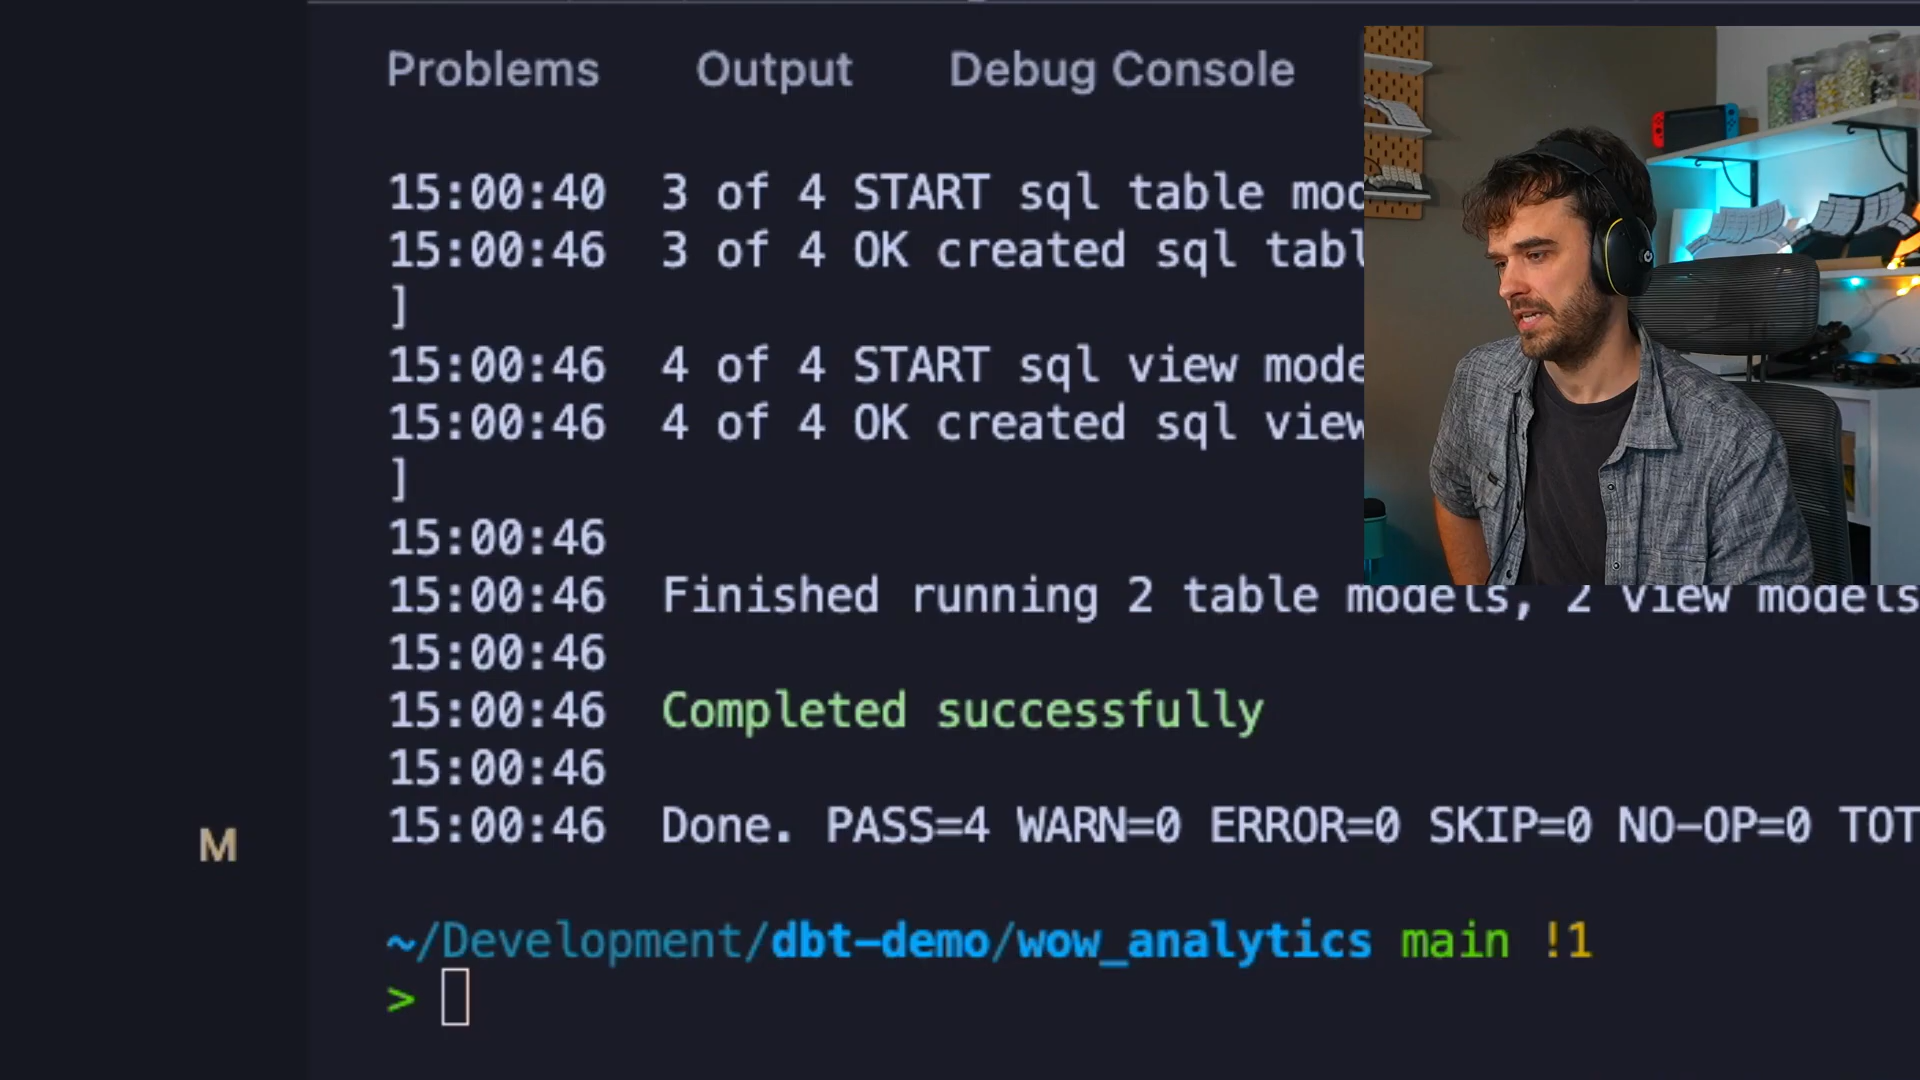 Problems Output Debug Console
15:00:40 3 of 4 START sql table
15:00:46 3 of 4 OK created sql
]
15:00:46 4 of 4 START sql view
15:00:46 4 of 4 OK created sql view
]
15:00:46
15:00:46 Finished running 2 table models, 2 view models
15:00:46
15:00:46 Completed successfully
15:00:46
15:00:46 Done. PASS=4 WARN=0 ERROR=0 SKIP=0 NO-OP=0
M
~/Development/dbt-demo/wow_analytics main !1
>